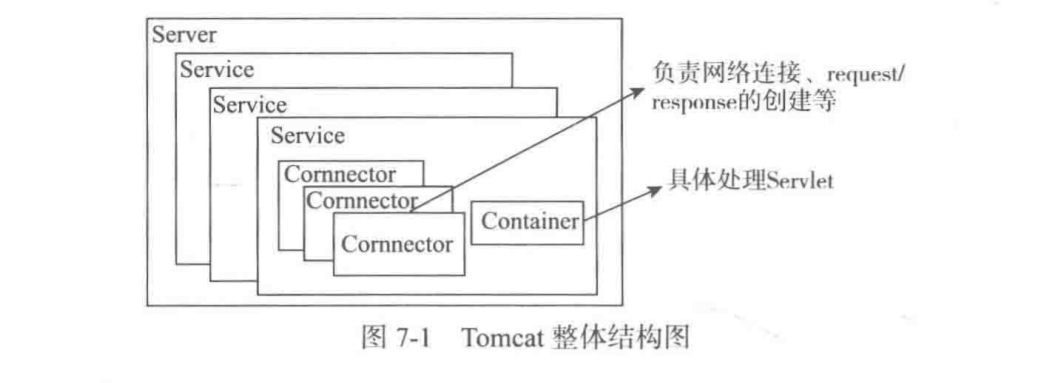 Server
Service
Service
Service
Cornnector
Cornnector
Cornnector
Container
负责网络连接、request/
response的创建等
具体处理Servlet
图 7-1 Tomcat 整体结构图